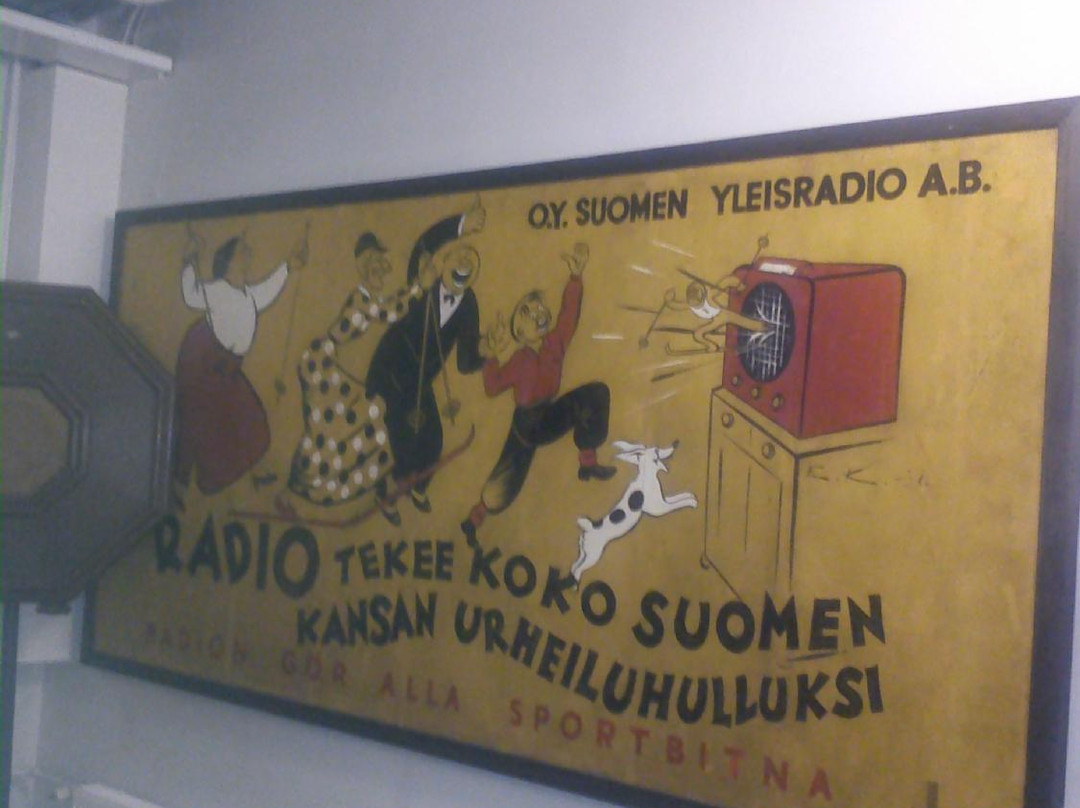 O.Y. SUOMEN YLEISRADIO A.B.
RADIO TEKEE KOKO SUOMEN
KANSAN URHEILUHULLUKSI
RADION GÖR ALLA SPORTBITNA